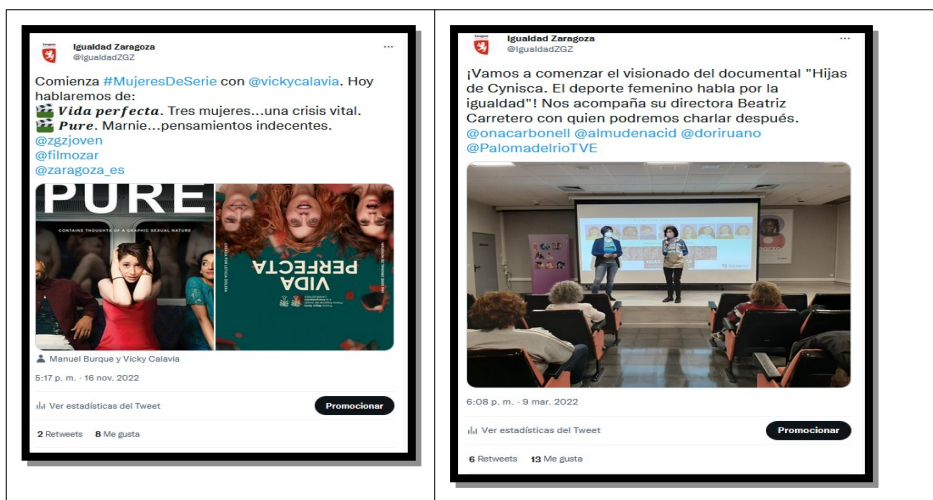 Igualdad Zaragoza
@IgualdadZGZ
Comienza #MujeresDeSerie con @vickycalavia. Hoy
hablaremos de:
🎬 Vida perfecta. Tres mujeres...una crisis vital.
🎬 Pure. Marnie...pensamientos indecentes.
@zgzjoven
@filmozar
@zaragoza_es
PURE
CONTAINS THOUGHTS OF A GRAPHIC SEXUAL NATURE
VIDA
PERFECTA
Manuel Burque y Vicky Calavia
5:17 p. m. · 16 nov. 2022
Ver estadísticas del Tweet
Promocionar
2 Retweets 8 Me gusta
Igualdad Zaragoza
@IgualdadZGZ
¡Vamos a comenzar el visionado del documental "Hijas
de Cynisca. El deporte femenino habla por la
igualdad"! Nos acompaña su directora Beatriz
Carretero con quien podremos charlar después.
@onacarbonell @almudenacid @doriruano
@PalomadelrioTVE
6:08 p. m. · 9 mar. 2022
Ver estadísticas del Tweet
Promocionar
6 Retweets 13 Me gusta